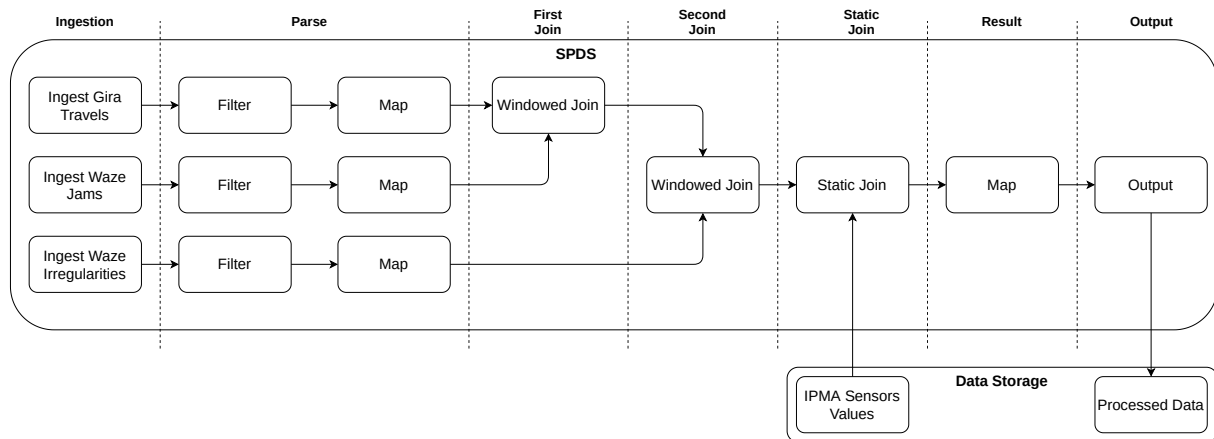 Ingestion
Parse
First
Join
Second
Join
Static
Join
Result
Output
SPDS
Ingest Gira
Travels
Filter
Map
Windowed Join
Ingest Waze
Jams
Filter
Map
Windowed Join
Static Join
Map
Output
Ingest Waze
Irregularities
Filter
Map
Data Storage
IPMA Sensors
Values
Processed Data